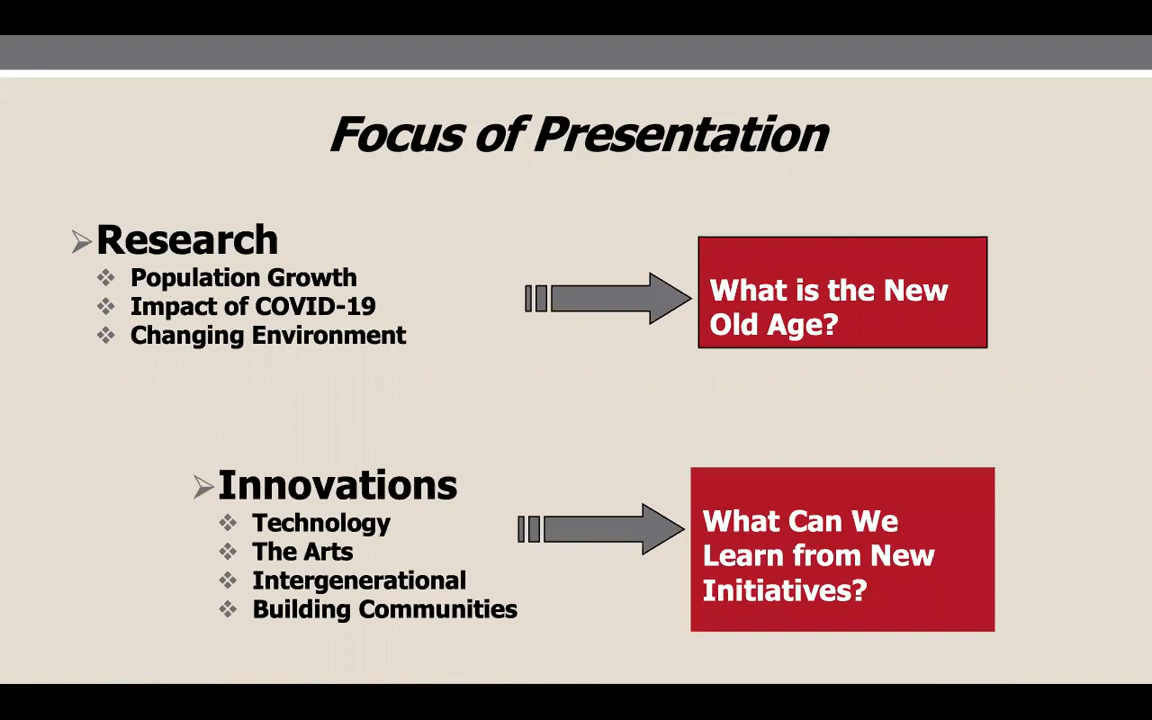 Focus of Presentation
Research
Population Growth
Impact of COVID-19
Changing Environment
What is the New
Old Age?
Innovations
Technology
The Arts
Intergenerational
Building Communities
What Can We
Learn from New
Initiatives?